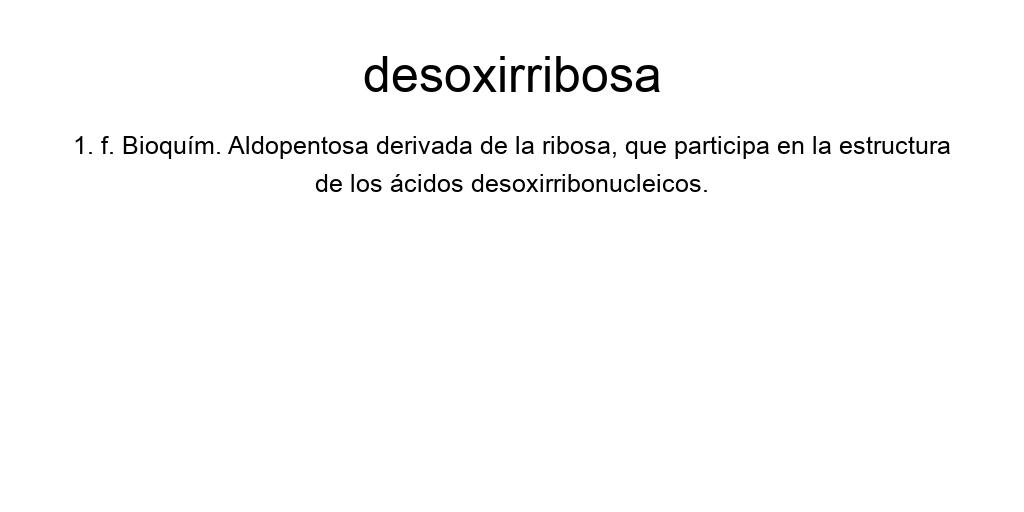 desoxirribosa
1. f. Bioquím. Aldopentosa derivada de la ribosa, que participa en la estructura
de los ácidos desoxirribonucleicos.